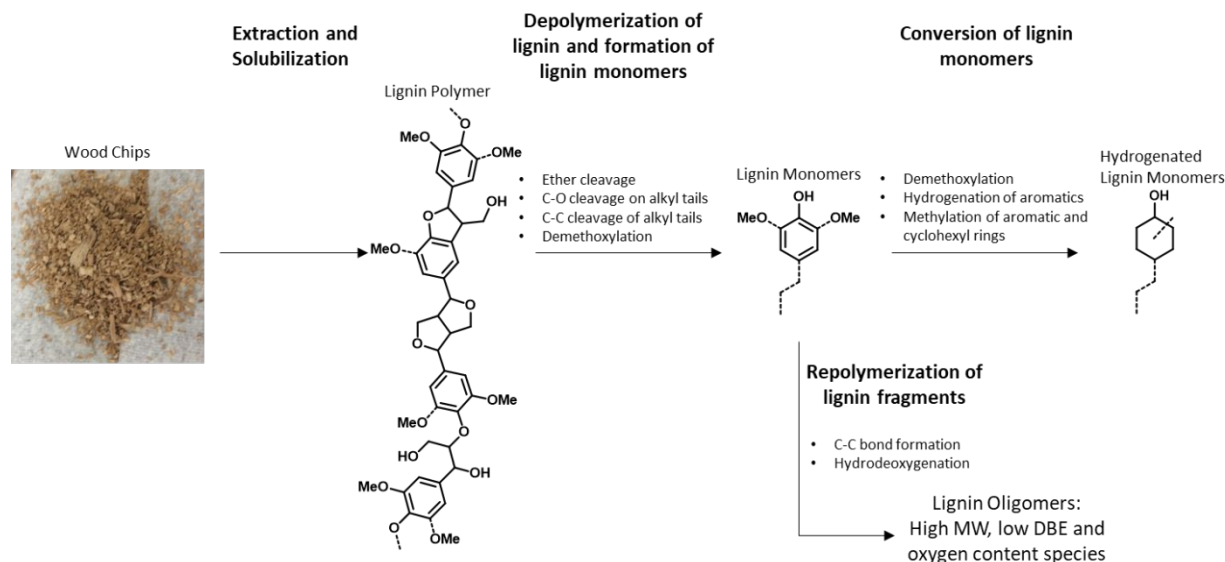 Extraction and
Solubilization
Depolymerization of
lignin and formation of
lignin monomers
Conversion of lignin
monomers
Wood Chips
Lignin Polymer
O
MeO
OMe
OH
O
MeO
O
O
OMe
MeO
O
HO
OH
MeO
O
OMe
• Ether cleavage
• C-O cleavage on alkyl tails
• C-C cleavage of alkyl tails
• Demethoxylation
Lignin Monomers
OH
MeO
OMe
• Demethoxylation
• Hydrogenation of aromatics
• Methylation of aromatic and
cyclohexyl rings
Hydrogenated
Lignin Monomers
OH
Repolymerization of
lignin fragments
• C-C bond formation
• Hydrodeoxygenation
Lignin Oligomers:
High MW, low DBE and
oxygen content species